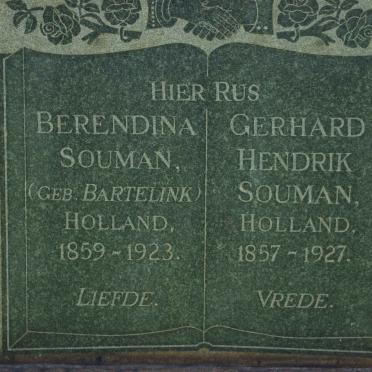 HIER RUS
BERENDINA
SOUMAN,
(GEB. BARTELINK)
HOLLAND,
1859 - 1923.
LIEFDE.
GERHARD
HENDRIK
SOUMAN,
HOLLAND,
1857 - 1927.
VREDE.